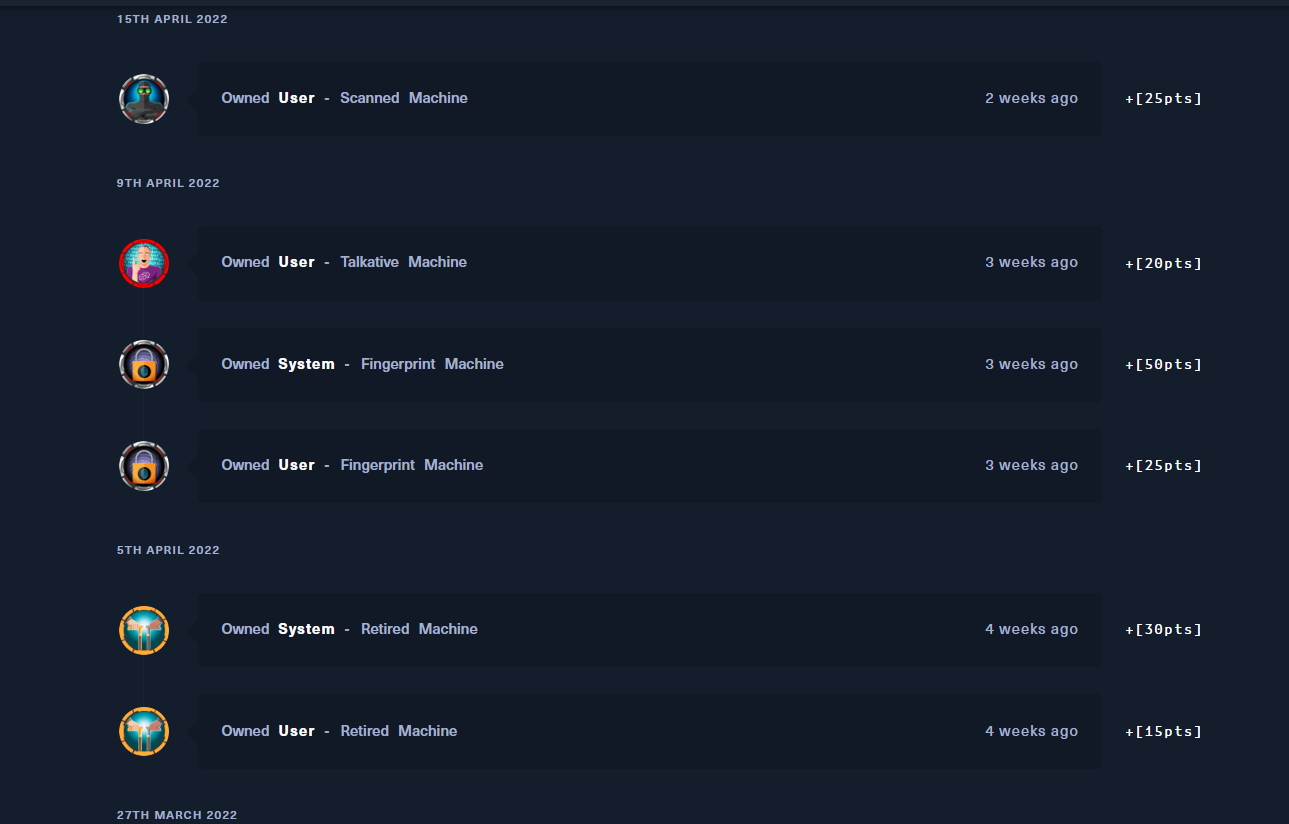 15TH APRIL 2022
Owned User - Scanned Machine 2 weeks ago +[25pts]
9TH APRIL 2022
Owned User - Talkative Machine 3 weeks ago +[20pts]
Owned System - Fingerprint Machine 3 weeks ago +[50pts]
Owned User - Fingerprint Machine 3 weeks ago +[25pts]
5TH APRIL 2022
Owned System - Retired Machine 4 weeks ago +[30pts]
Owned User - Retired Machine 4 weeks ago +[15pts]
27TH MARCH 2022